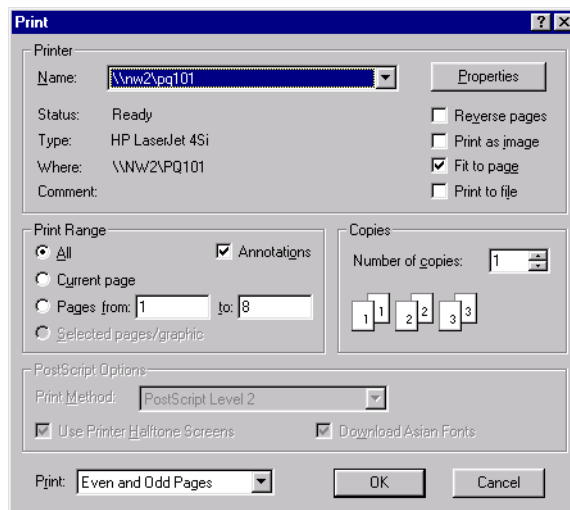 Print
Printer
Name: \\nw2\pq101 Properties
Status: Ready Reverse pages
Type: HP LaserJet 4Si Print as image
Where: \\NW2\PQ101 Fit to page
Comment: Print to file
Print Range
All Annotations
Current page
Pages from: 1 to: 8
Selected pages/graphic
Copies
Number of copies: 1
1 1 2 2 3 3
PostScript Options
Print Method: PostScript Level 2
Use Printer Halftone Screens Download Asian Fonts
Print: Even and Odd Pages OK Cancel